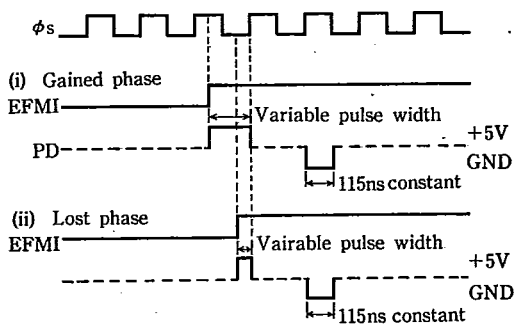 φs
(i) Gained phase
EFMI
Variable pulse width
PD
+5V
GND
115ns constant
(ii) Lost phase
EFMI
Vairable pulse width
+5V
GND
115ns constant